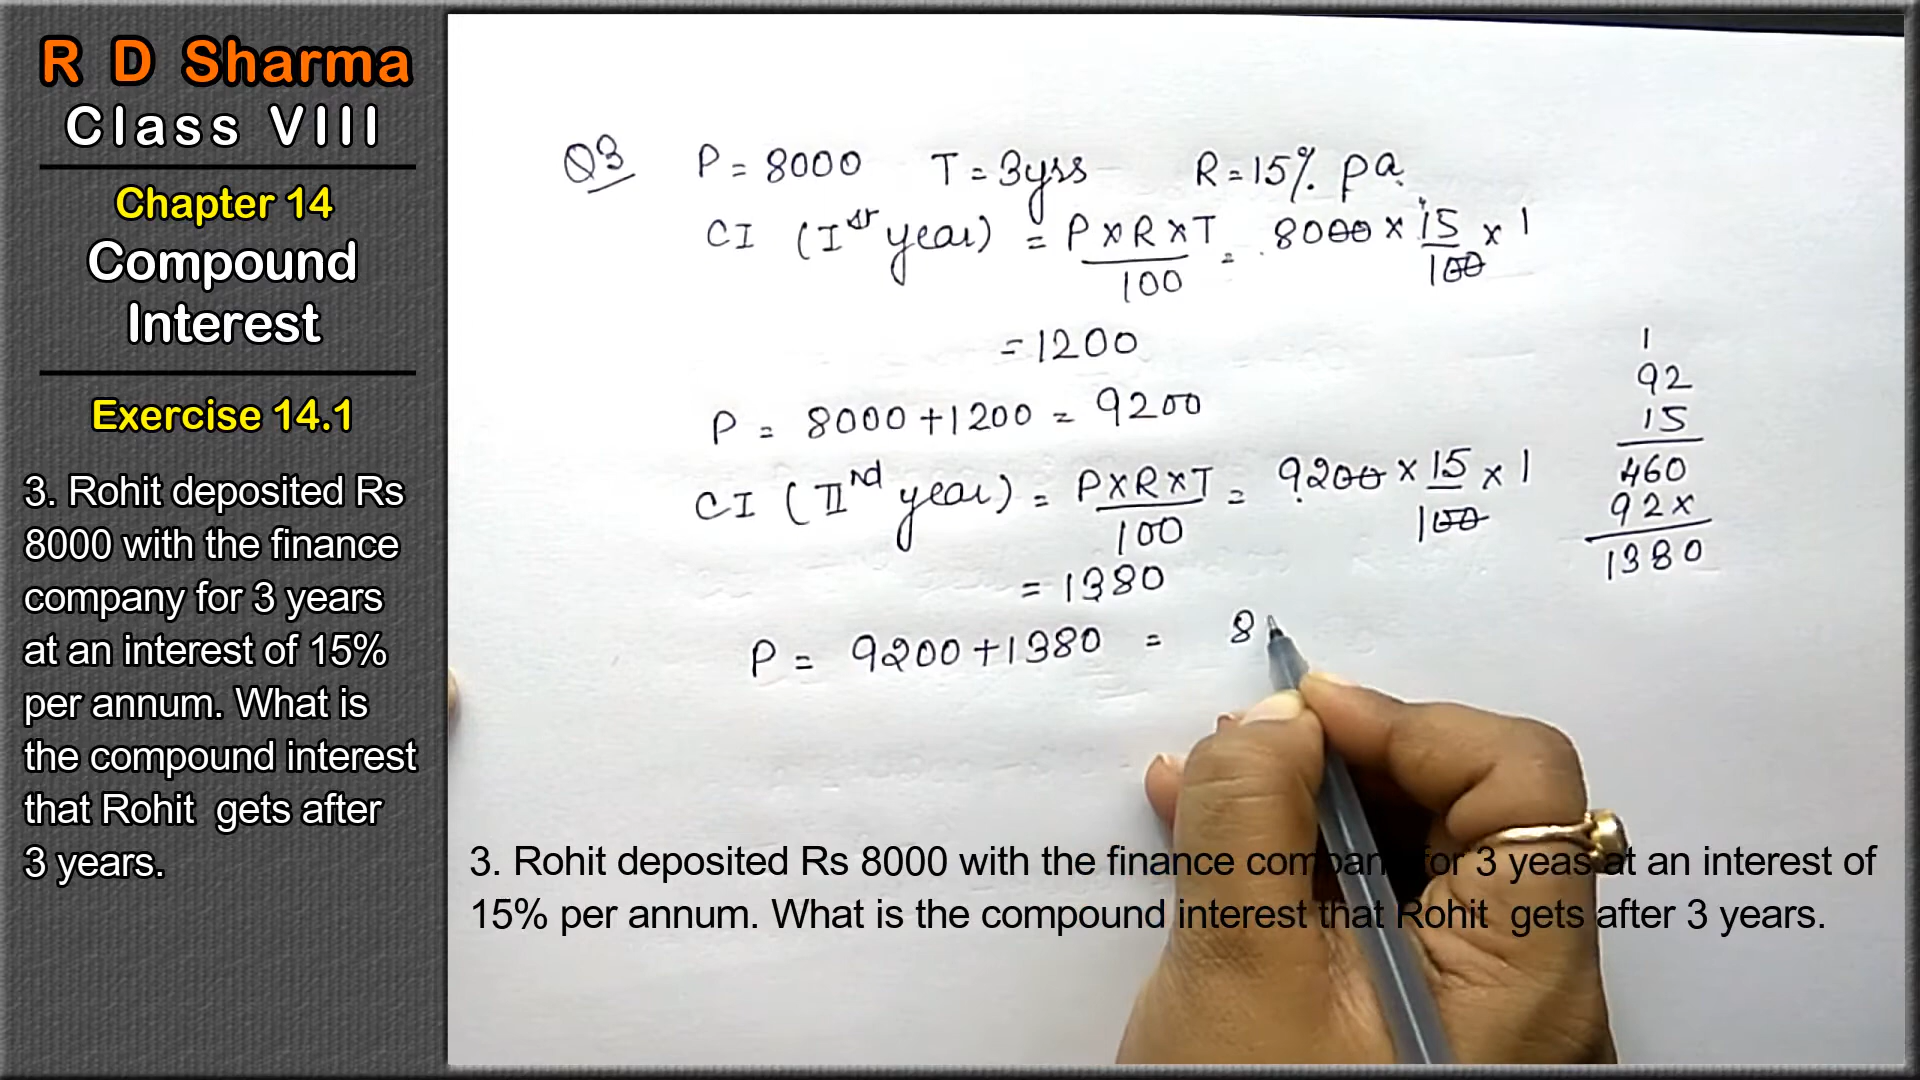 R D Sharma
Class VIII
Chapter 14
Compound
Interest
Exercise 14.1
3. Rohit deposited Rs
8000 with the finance
company for 3 years
at an interest of 15%
per annum. What is
the compound interest
that Rohit gets after
3 years.
Q3 P = 8000 T = 3yrs R = 15% pa.
CI (Ist year) = P×R×T/100 = 8000 × 15/100 × 1
= 1200
P = 8000+1200 = 9200
CI (IInd year) = P×R×T/100 = 9200 × 15/100 × 1
= 1380
P = 9200+1380 = 8
1
92
15
460
92×
1380
3. Rohit deposited Rs 8000 with the finance company for 3 yeas at an interest of
15% per annum. What is the compound interest that Rohit gets after 3 years.